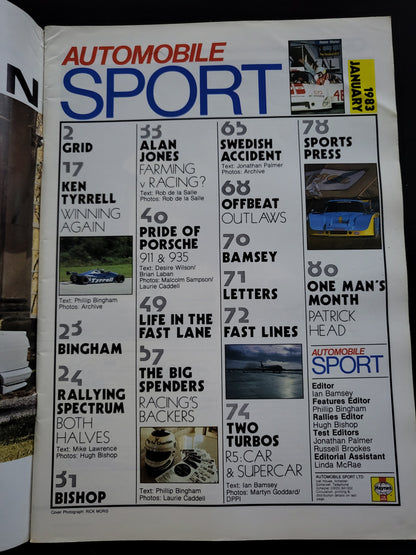 AUTOMOBILE
SPORT
1983
JANUARY
N
2
GRID
17
KEN
TYRRELL
WINNING
AGAIN
Tyrrell
Text: Phillip Bingham
Photos: Archive
23
BINGHAM
24
RALLYING
SPECTRUM
BOTH
HALVES
Text: Mike Lawrence
Photos: Hugh Bishop
31
BISHOP
33
ALAN
JONES
FARMING
v RACING?
Text: Rob de la Salle
Photos: Rob de la Salle
40
PRIDE OF
PORSCHE
911 & 935
Text: Desire Wilson/
Brian Laban
Photos: Malcolm Sampson/
Laurie Caddell
49
LIFE IN THE
FAST LANE
57
THE BIG
SPENDERS
RACING'S
BACKERS
Text: Phillip Bingham
Photos: Laurie Caddell
65
SWEDISH
ACCIDENT
Text: Jonathan Palmer
Photos: Archive
68
OFFBEAT
OUTLAWS
70
BAMSEY
71
LETTERS
72
FAST LINES
74
TWO
TURBOS
R5: CAR
& SUPERCAR
Text: Ian Bamsey
Photos: Martyn Goddard/
DPPI
78
SPORTS
PRESS
80
ONE MAN'S
MONTH
PATRICK
HEAD
AUTOMOBILE
SPORT
Editor
Ian Bamsey
Features Editor
Phillip Bingham
Rallies Editor
Hugh Bishop
Test Editors
Jonathan Palmer
Russell Brookes
Editorial Assistant
Linda McRae
AUTOMOBILE SPORT LTD
Haynes
Cover Photograph: RICK MORIS